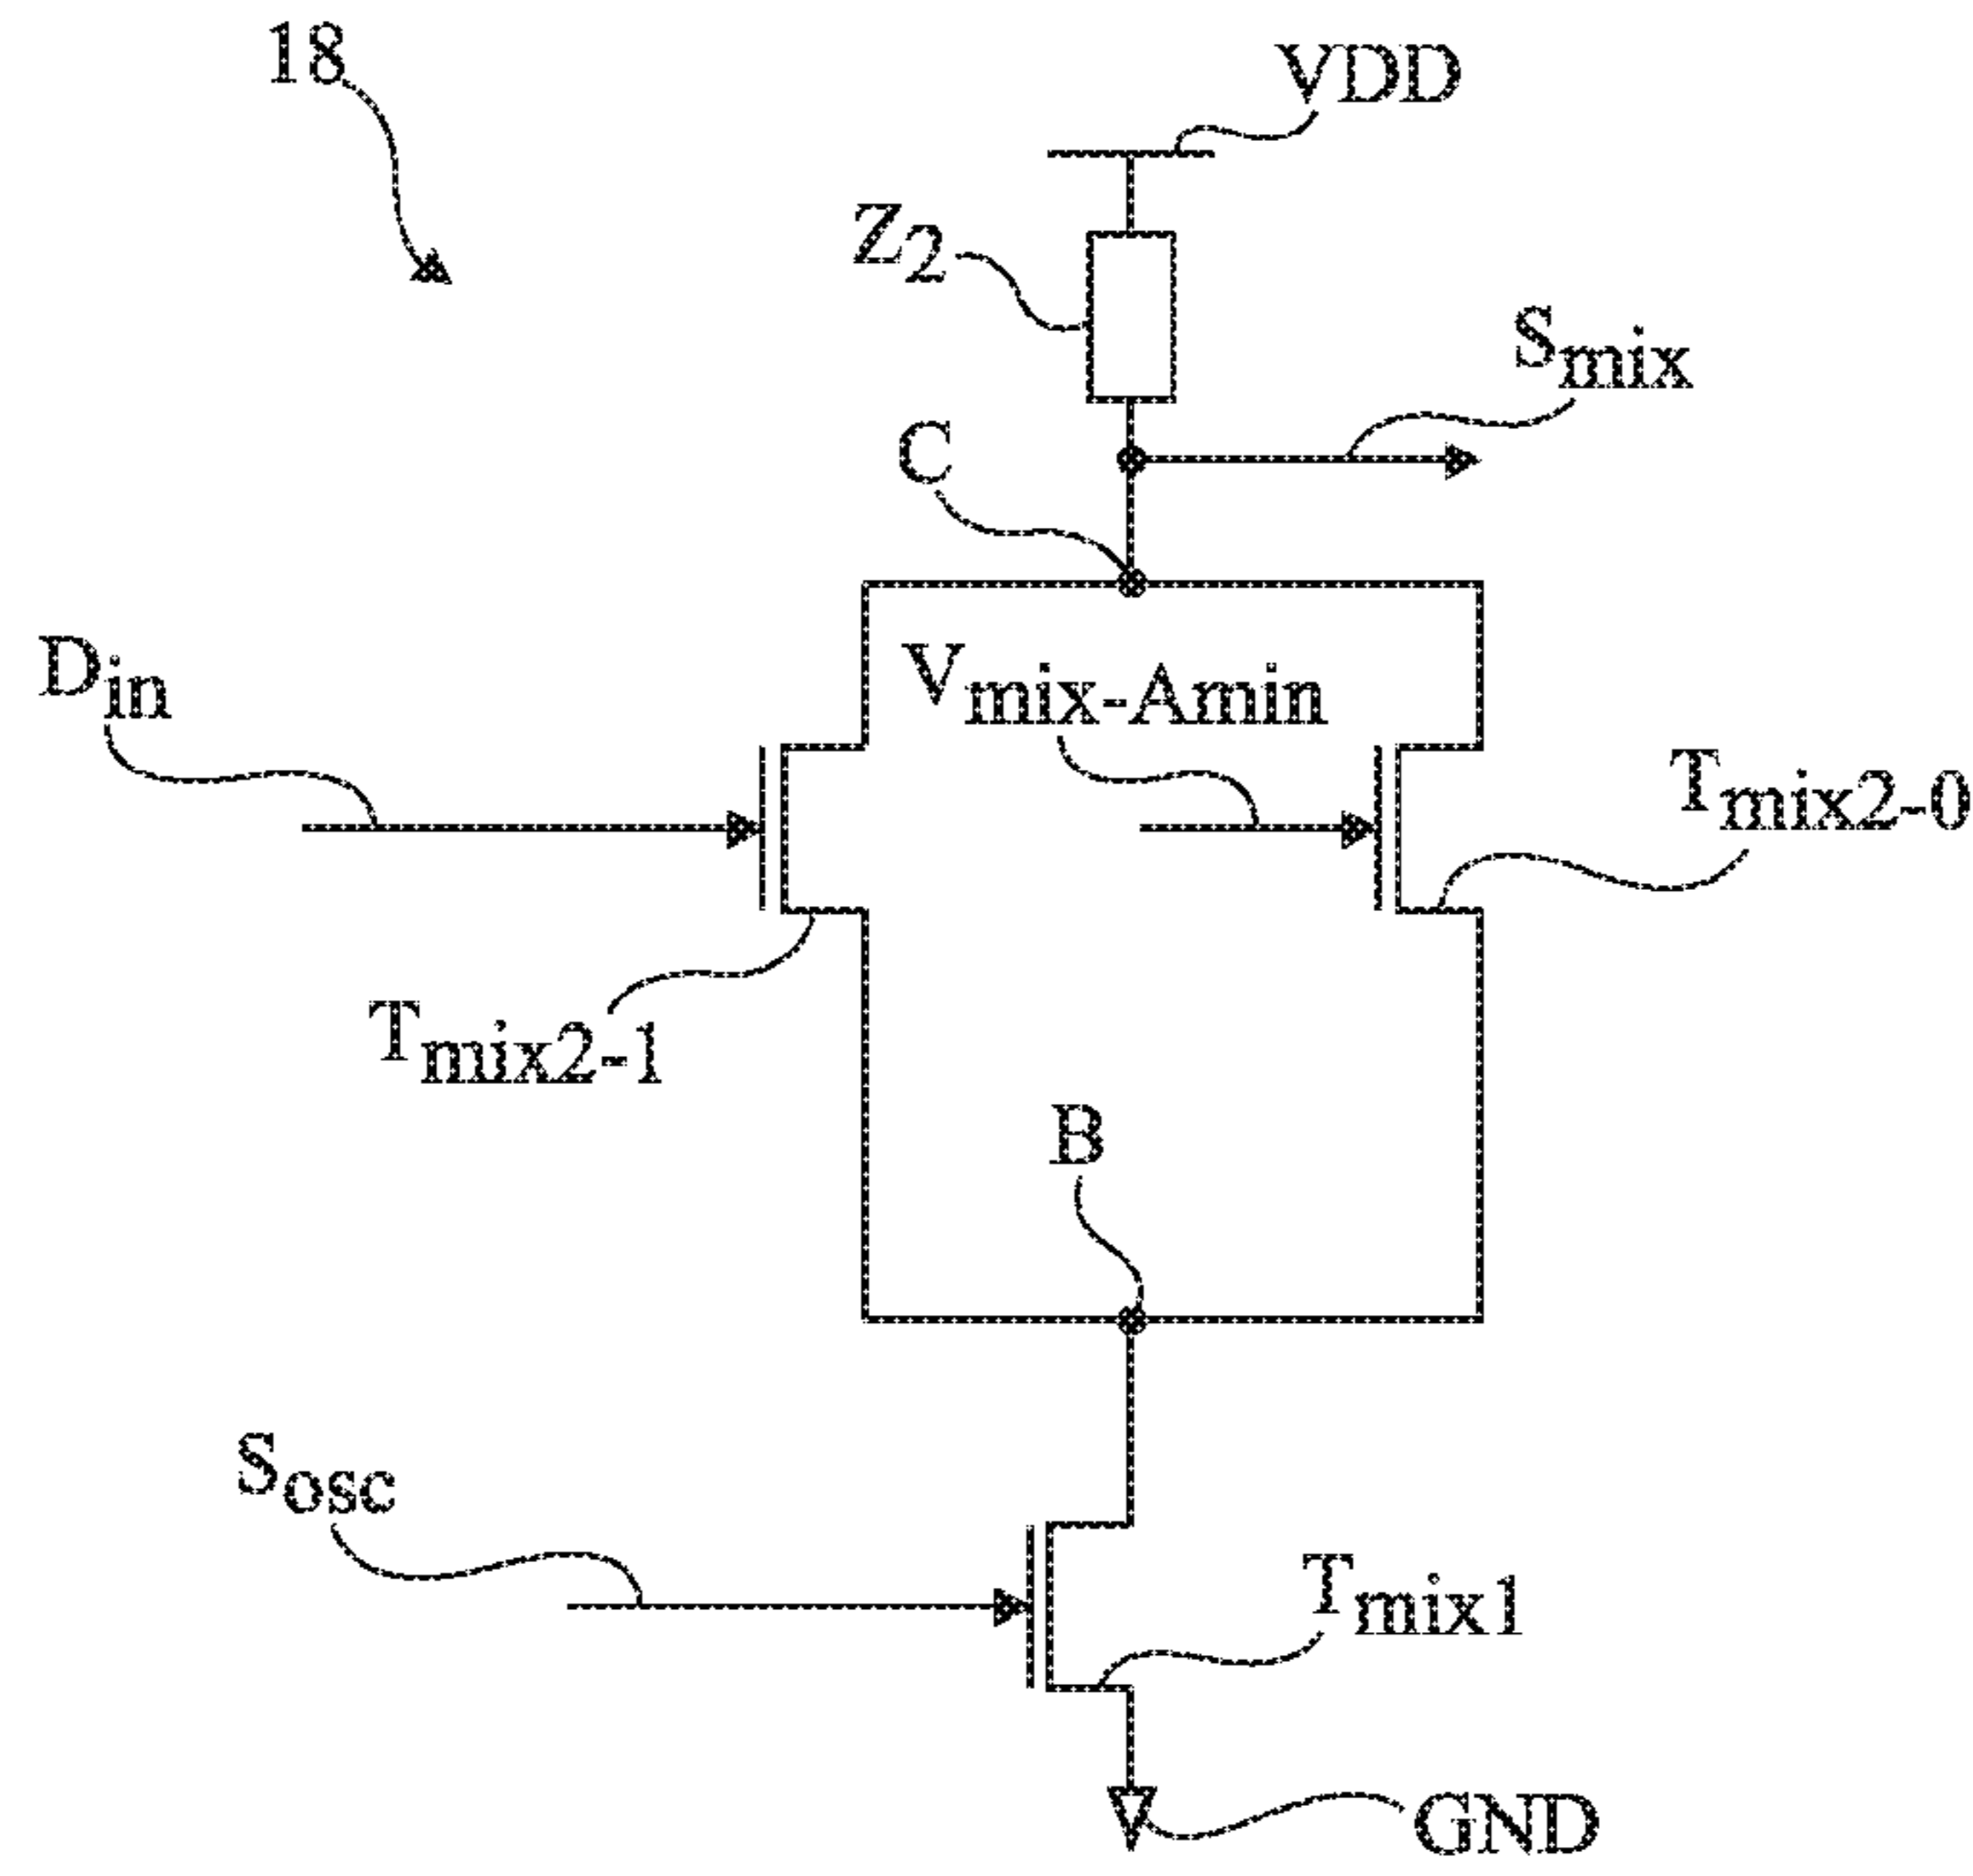 18
VDD
Z2
Smix
C
Din
Vmix-Amin
Tmix2-0
Tmix2-1
B
Sosc
Tmix1
GND